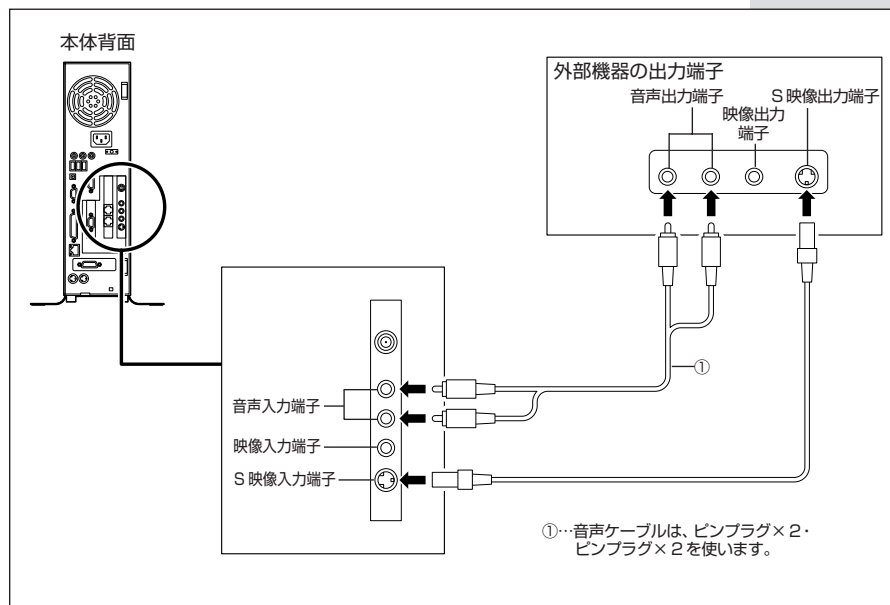 本体背面
外部機器の出力端子
音声出力端子
映像出力
端子
S映像出力端子
音声入力端子
映像入力端子
S映像入力端子
①
①…音声ケーブルは、ピンプラグ×2・
ピンプラグ×2を使います。